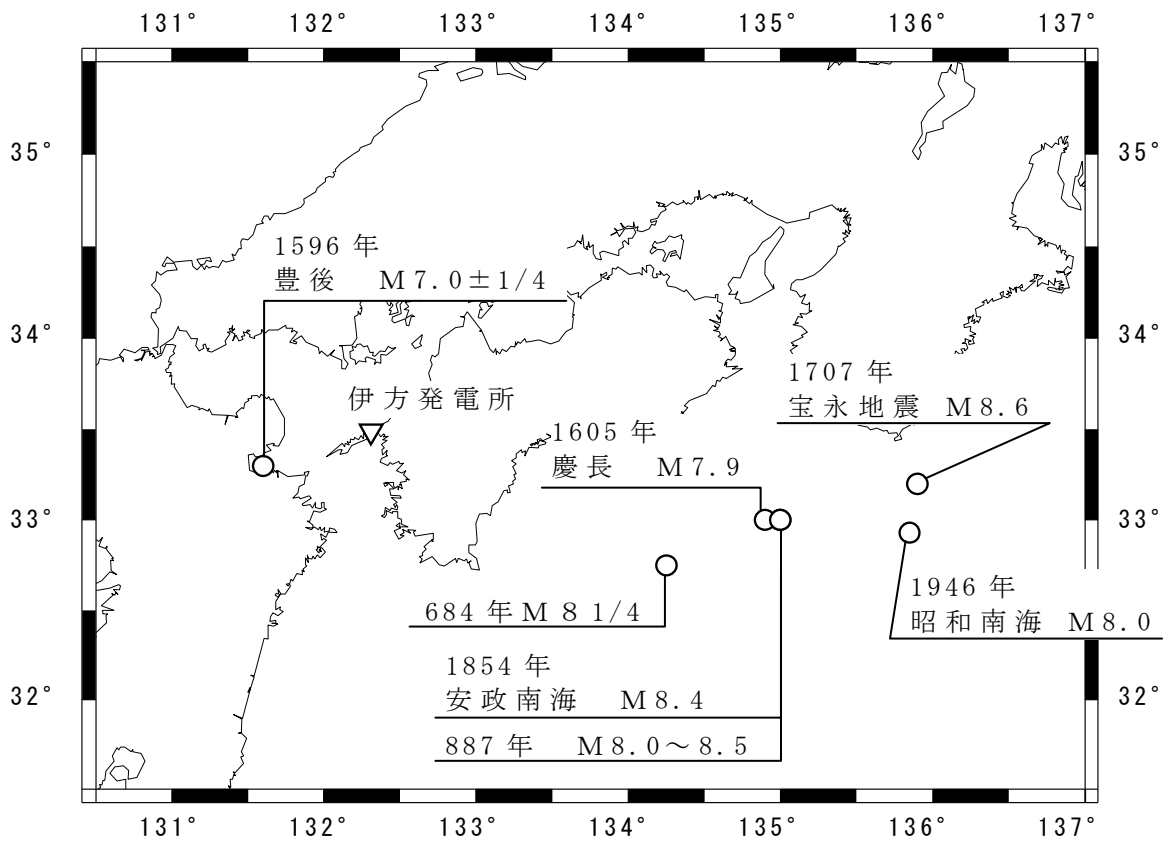 131° 132° 133° 134° 135° 136° 137°
35° 35°
1596 年
豊後 M7.0±1/4
34° 34°
1707 年
宝永地震 M8.6
伊方発電所
1605 年
慶長 M7.9
33° 33°
1946 年
昭和南海 M8.0
684 年 M 8 1/4
1854 年
安政南海 M8.4
32° 32°
887 年 M8.0～8.5
131° 132° 133° 134° 135° 136° 137°